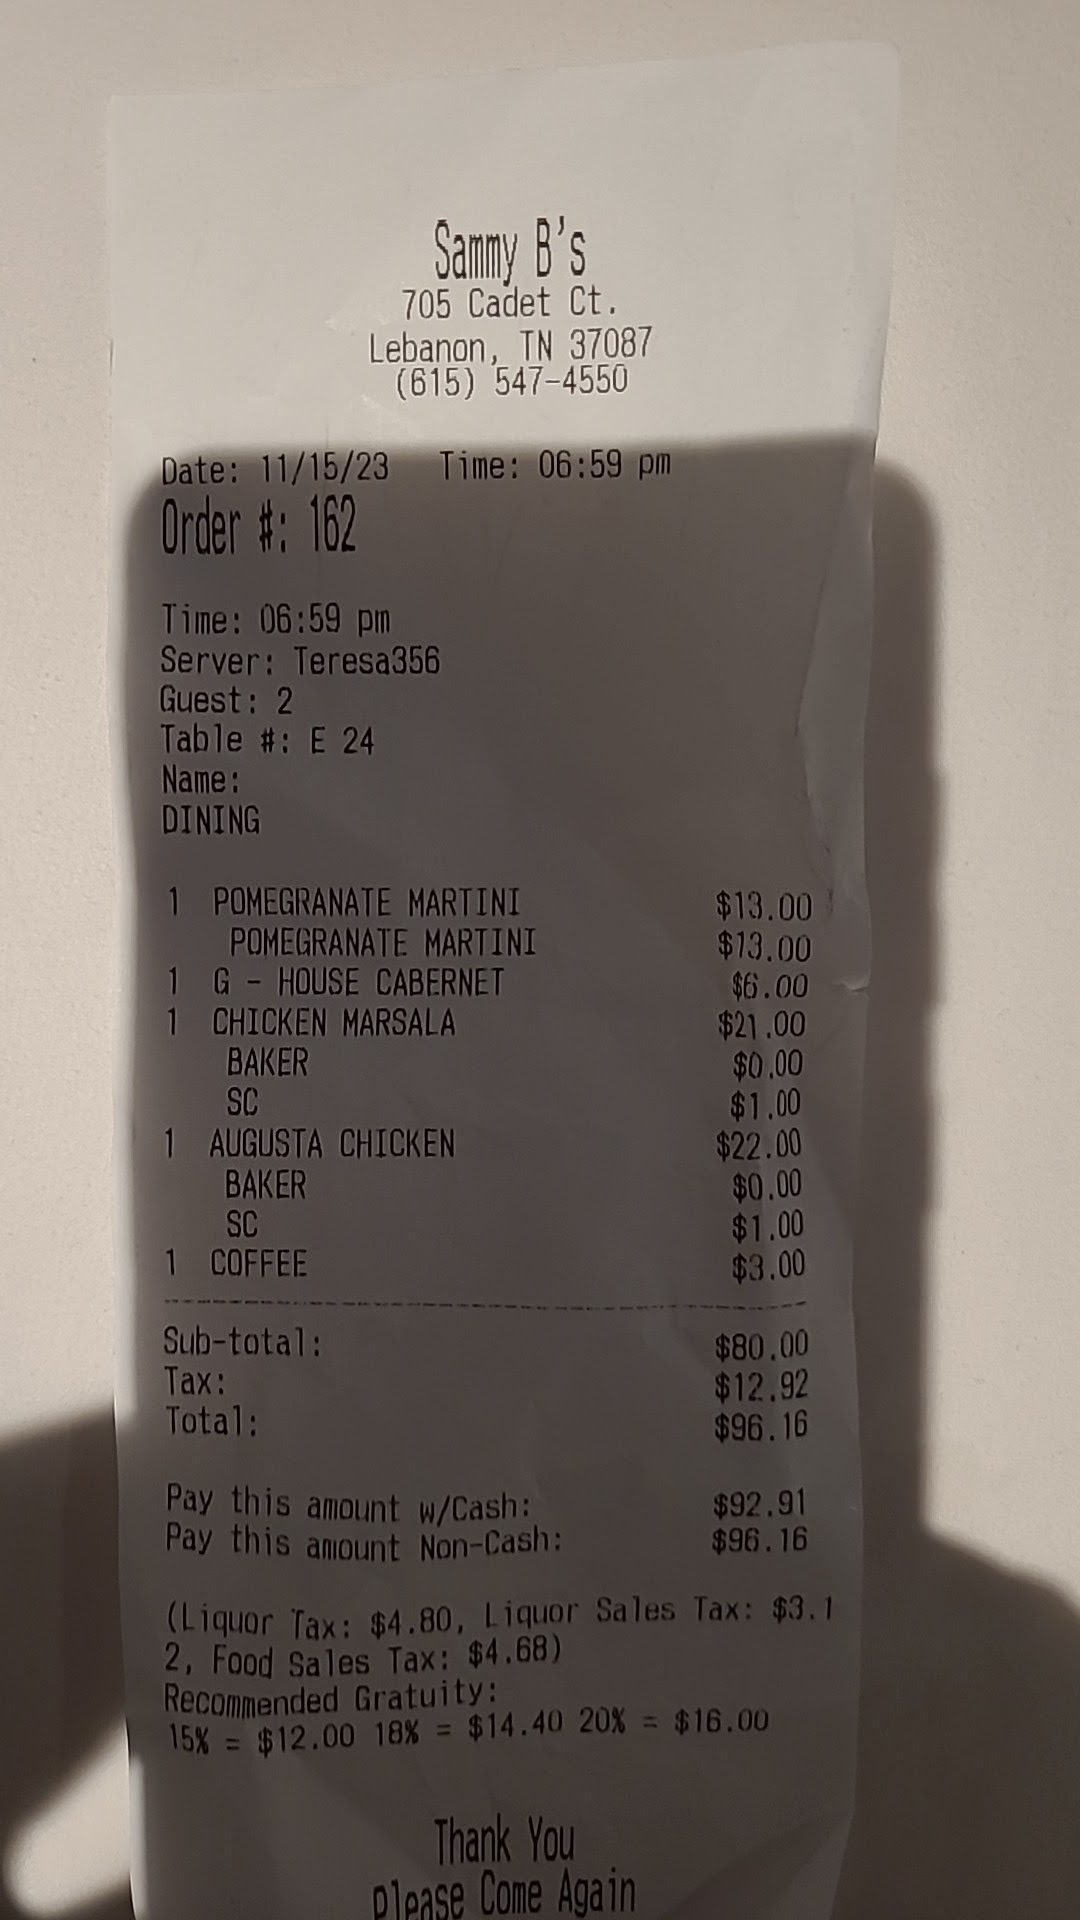 Sammy B's
705 Cadet Ct.
Lebanon, TN 37087
(615) 547-4550
Date: 11/15/23 Time: 06:59 pm
Order #: 162
Time: 06:59 pm
Server: Teresa356
Guest: 2
Table #: E 24
Name:
DINING
1 POMEGRANATE MARTINI $13.00
POMEGRANATE MARTINI $13.00
1 G - HOUSE CABERNET $6.00
1 CHICKEN MARSALA $21.00
BAKER $0.00
SC $1.00
1 AUGUSTA CHICKEN $22.00
BAKER $0.00
SC $1.00
1 COFFEE $3.00
Sub-total: $80.00
Tax: $12.92
Total: $96.16
Pay this amount w/Cash: $92.91
Pay this amount Non-Cash: $96.16
(Liquor Tax: $4.80, Liquor Sales Tax: $3.1
2, Food Sales Tax: $4.68)
Recommended Gratuity:
15% = $12.00 18% = $14.40 20% = $16.00
Thank You
Please Come Again